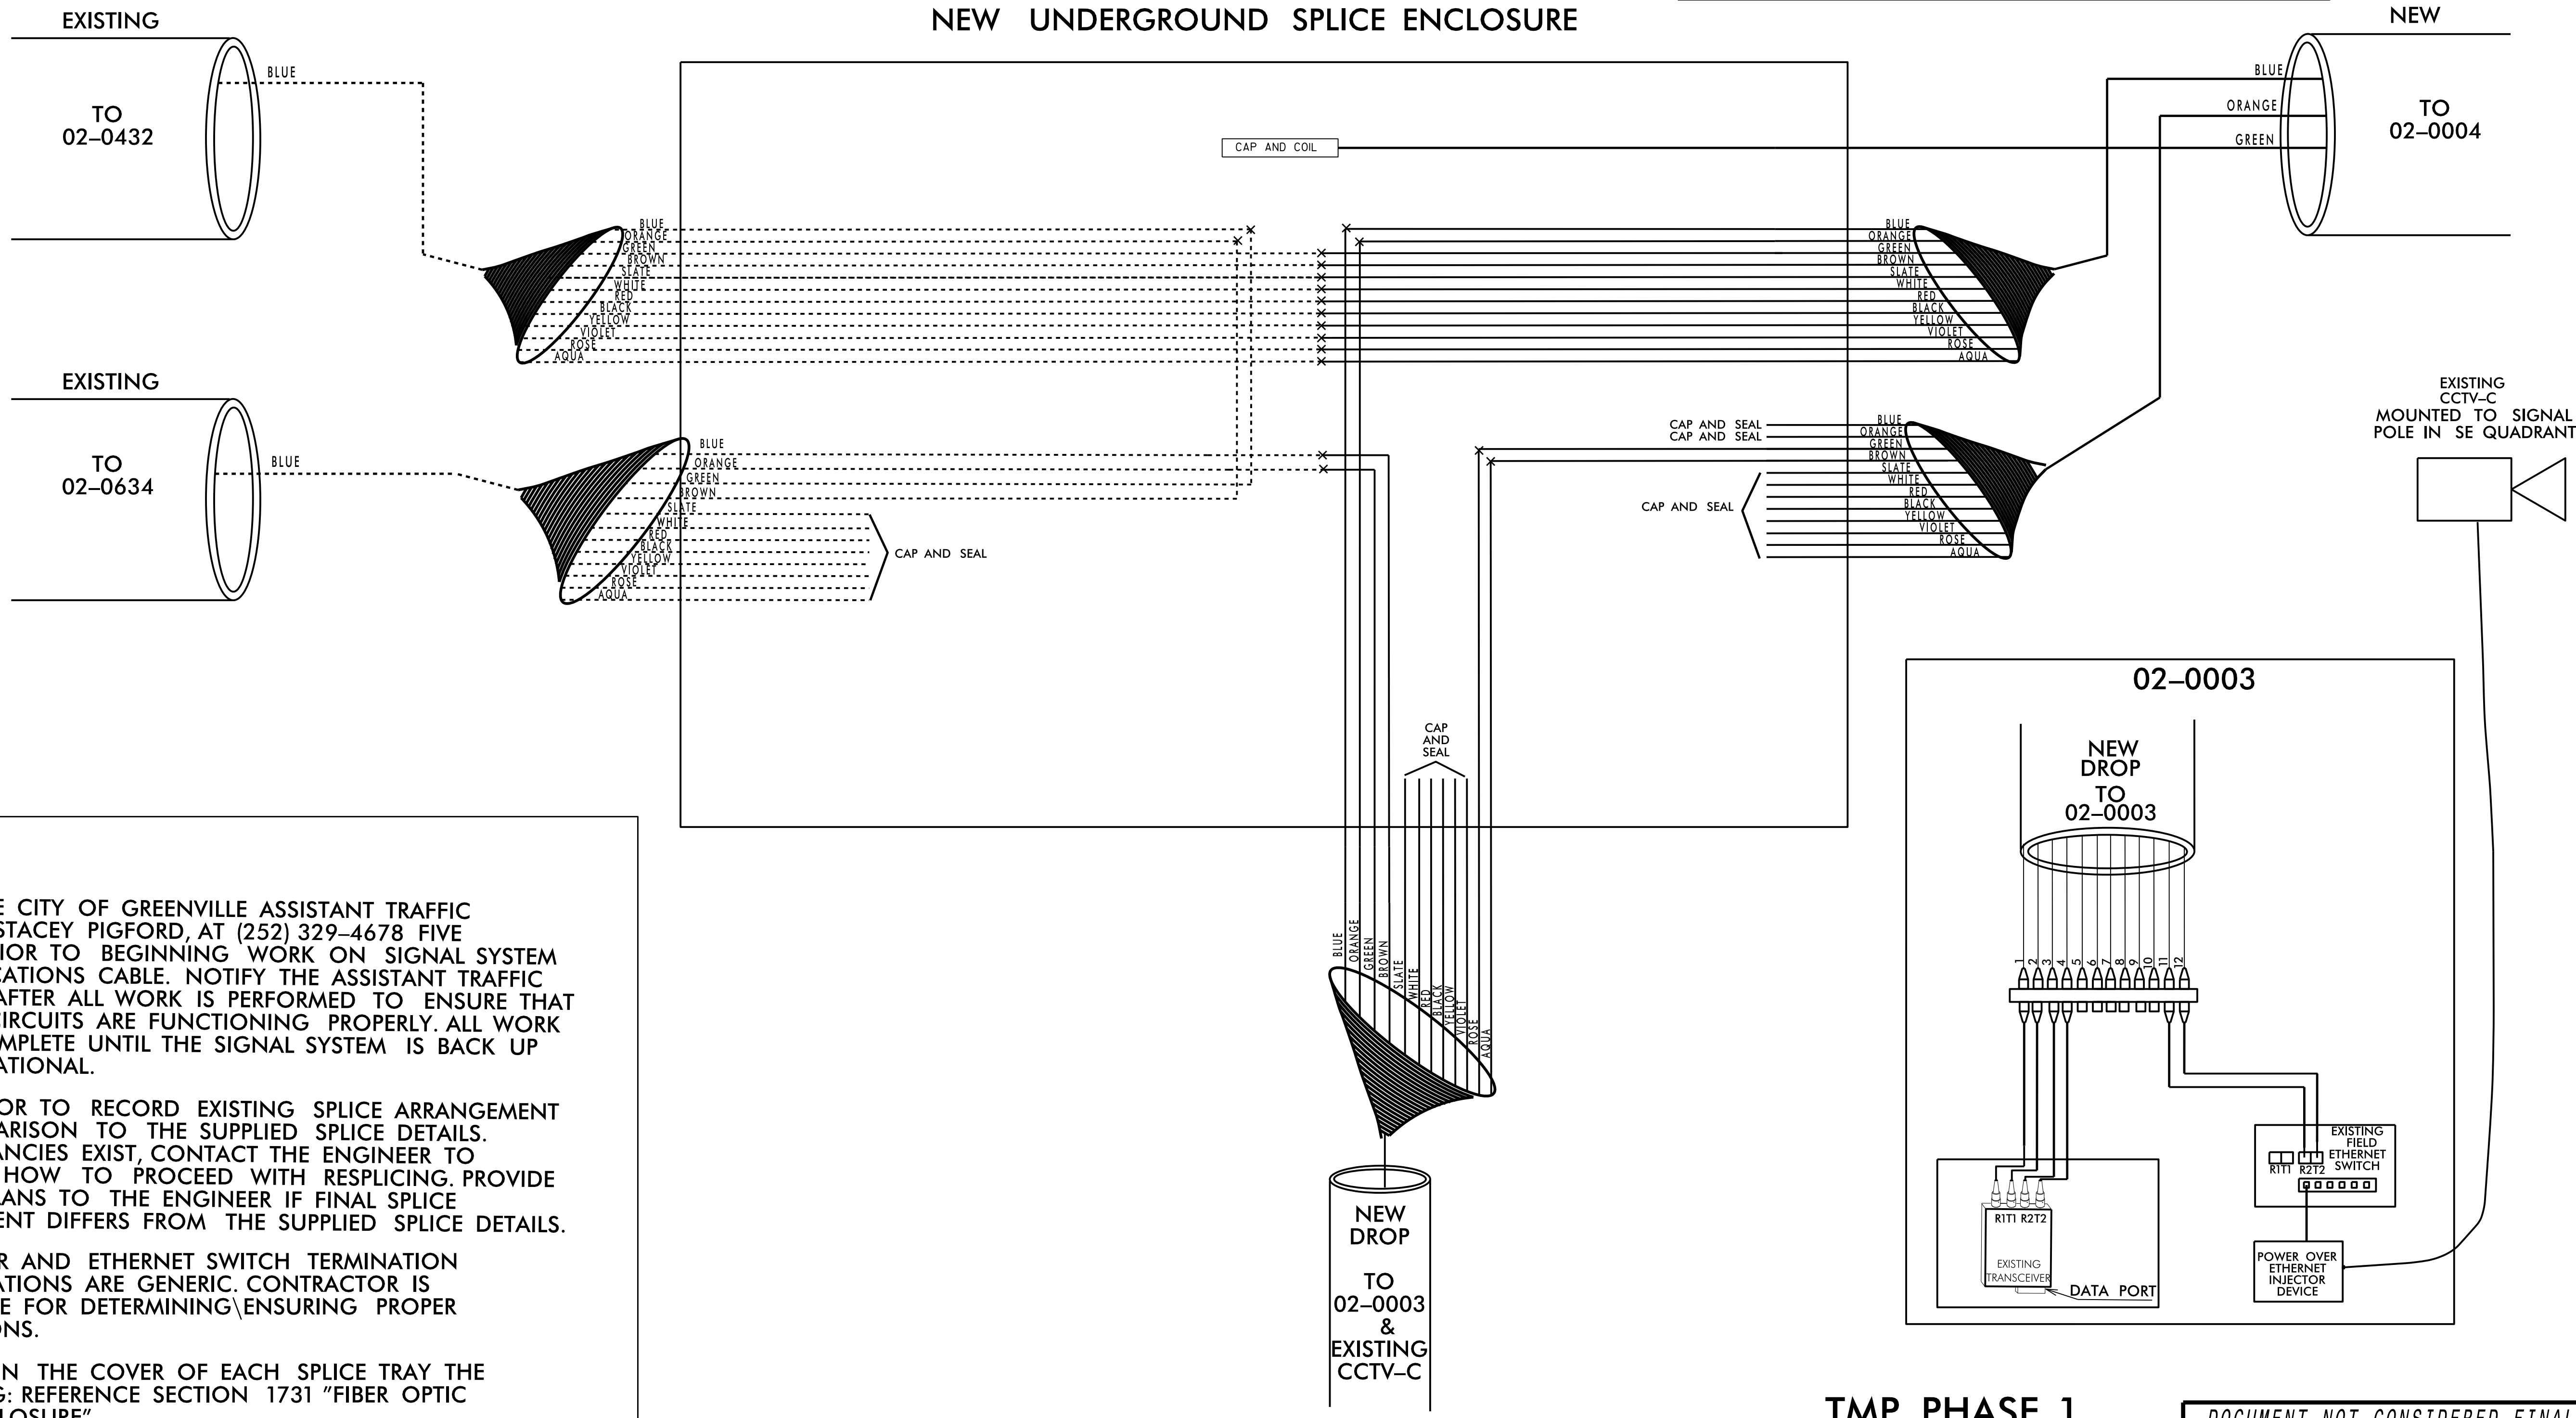 NEW UNDERGROUND SPLICE ENCLOSURE
EXISTING
BLUE
TO
02–0432
NEW
BLUE
ORANGE
GREEN
TO
02–0004
CAP AND COIL
BLUE
ORANGE
GREEN
BROWN
SLATE
WHITE
RED
BLACK
YELLOW
VIOLET
ROSE
AQUA
BLUE
ORANGE
GREEN
BROWN
SLATE
WHITE
RED
BLACK
YELLOW
VIOLET
ROSE
AQUA
EXISTING
BLUE
TO
02–0634
BLUE
ORANGE
GREEN
BROWN
SLATE
WHITE
RED
BLACK
YELLOW
VIOLET
ROSE
AQUA
CAP AND SEAL
CAP AND SEAL
CAP AND SEAL
CAP AND SEAL
BLUE
ORANGE
GREEN
BROWN
SLATE
WHITE
RED
BLACK
YELLOW
VIOLET
ROSE
AQUA
EXISTING
CCTV–C
MOUNTED TO SIGNAL
POLE IN SE QUADRANT
CAP
AND
SEAL
BLUE
ORANGE
GREEN
BROWN
SLATE
WHITE
RED
BLACK
YELLOW
VIOLET
ROSE
AQUA
NEW
DROP
TO
02–0003
&
EXISTING
CCTV–C
02–0003
NEW
DROP
TO
02–0003
1 2 3 4 5 6 7 8 9 10 11 12
R1T1 R2T2
EXISTING
TRANSCEIVER
DATA PORT
EXISTING
FIELD
ETHERNET
SWITCH
R1T1 R2T2
POWER OVER
ETHERNET
INJECTOR
DEVICE
E CITY OF GREENVILLE ASSISTANT TRAFFIC
STACEY PIGFORD, AT (252) 329–4678 FIVE
IOR TO BEGINNING WORK ON SIGNAL SYSTEM
CATIONS CABLE. NOTIFY THE ASSISTANT TRAFFIC
AFTER ALL WORK IS PERFORMED TO ENSURE THAT
CIRCUITS ARE FUNCTIONING PROPERLY. ALL WORK
MPLETE UNTIL THE SIGNAL SYSTEM IS BACK UP
ATIONAL.
OR TO RECORD EXISTING SPLICE ARRANGEMENT
PARISON TO THE SUPPLIED SPLICE DETAILS.
ANCIES EXIST, CONTACT THE ENGINEER TO
HOW TO PROCEED WITH RESPLICING. PROVIDE
LANS TO THE ENGINEER IF FINAL SPLICE
ENT DIFFERS FROM THE SUPPLIED SPLICE DETAILS.
R AND ETHERNET SWITCH TERMINATION
ATIONS ARE GENERIC. CONTRACTOR IS
E FOR DETERMINING\ENSURING PROPER
ONS.
N THE COVER OF EACH SPLICE TRAY THE
G: REFERENCE SECTION 1731 "FIBER OPTIC
LOSURE"
TMP PHASE 1
DOCUMENT NOT CONSIDERED FINAL